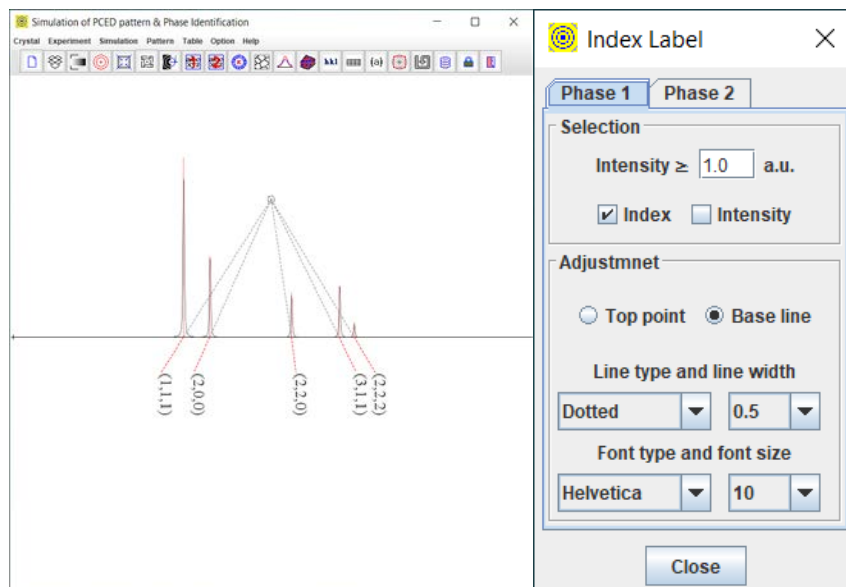 Simulation of PCED pattern & Phase Identification
Crystal Experiment Simulation Pattern Table Option Help
hkl {a}
(1,1,1) (2,0,0) (2,2,0) (3,1,1) (2,2,2)
Index Label
Phase 1 Phase 2
Selection
Intensity ≥ 1.0 a.u.
Index Intensity
Adjustmnet
Top point Base line
Line type and line width
Dotted 0.5
Font type and font size
Helvetica 10
Close